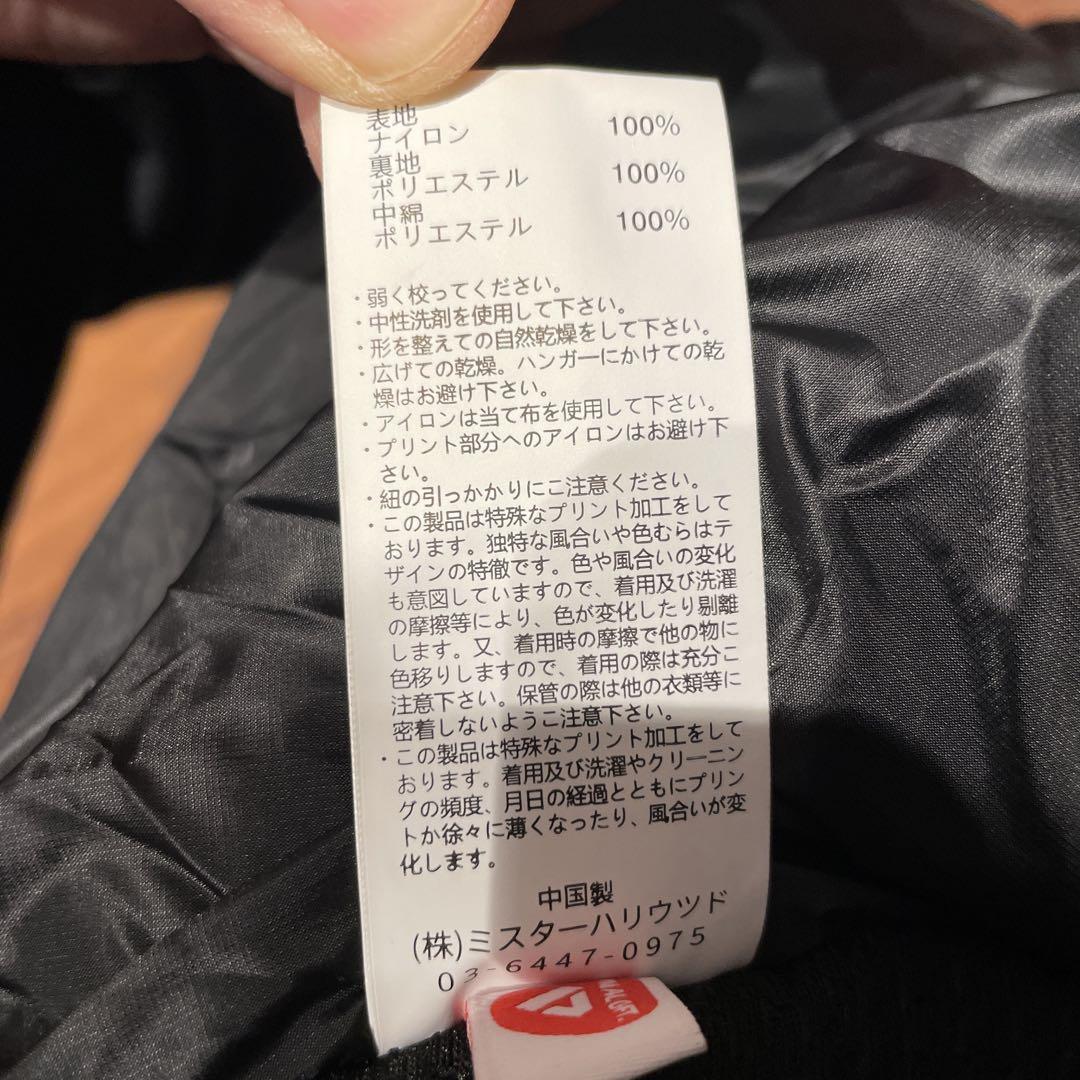 表地
ナイロン 100%
裏地
ポリエステル 100%
中綿
ポリエステル 100%
・弱く校ってください。
・中性洗剤を使用して下さい。
・形を整えての自然乾燥をして下さい。
・広げての乾燥。ハンガーにかけての乾
燥はお避け下さい。
・アイロンは当て布を使用して下さい。
・プリント部分へのアイロンはお避け下
さい。
・紐の引っかかりにご注意ください。
・この製品は特殊なプリント加工をして
おります。独特な風合いや色むらはデ
ザインの特徴です。色や風合いの変化
も意図していますので、着用及び洗濯
の摩擦等により、色が変化したり剔離
します。又、着用時の摩擦で他の物に
色移りしますので、着用の際は充分こ
注意下さい。保管の際は他の衣類等に
密着しないようこ注意下さい。
・この製品は特殊なプリント加工をして
おります。着用及び洗濯やクリーニン
グの頻度、月日の経過とともにプリン
トか徐々に薄くなったり、風合いが変
化します。
中国製
(株)ミスターハリウツド
03-6447-0975
AL GFT.